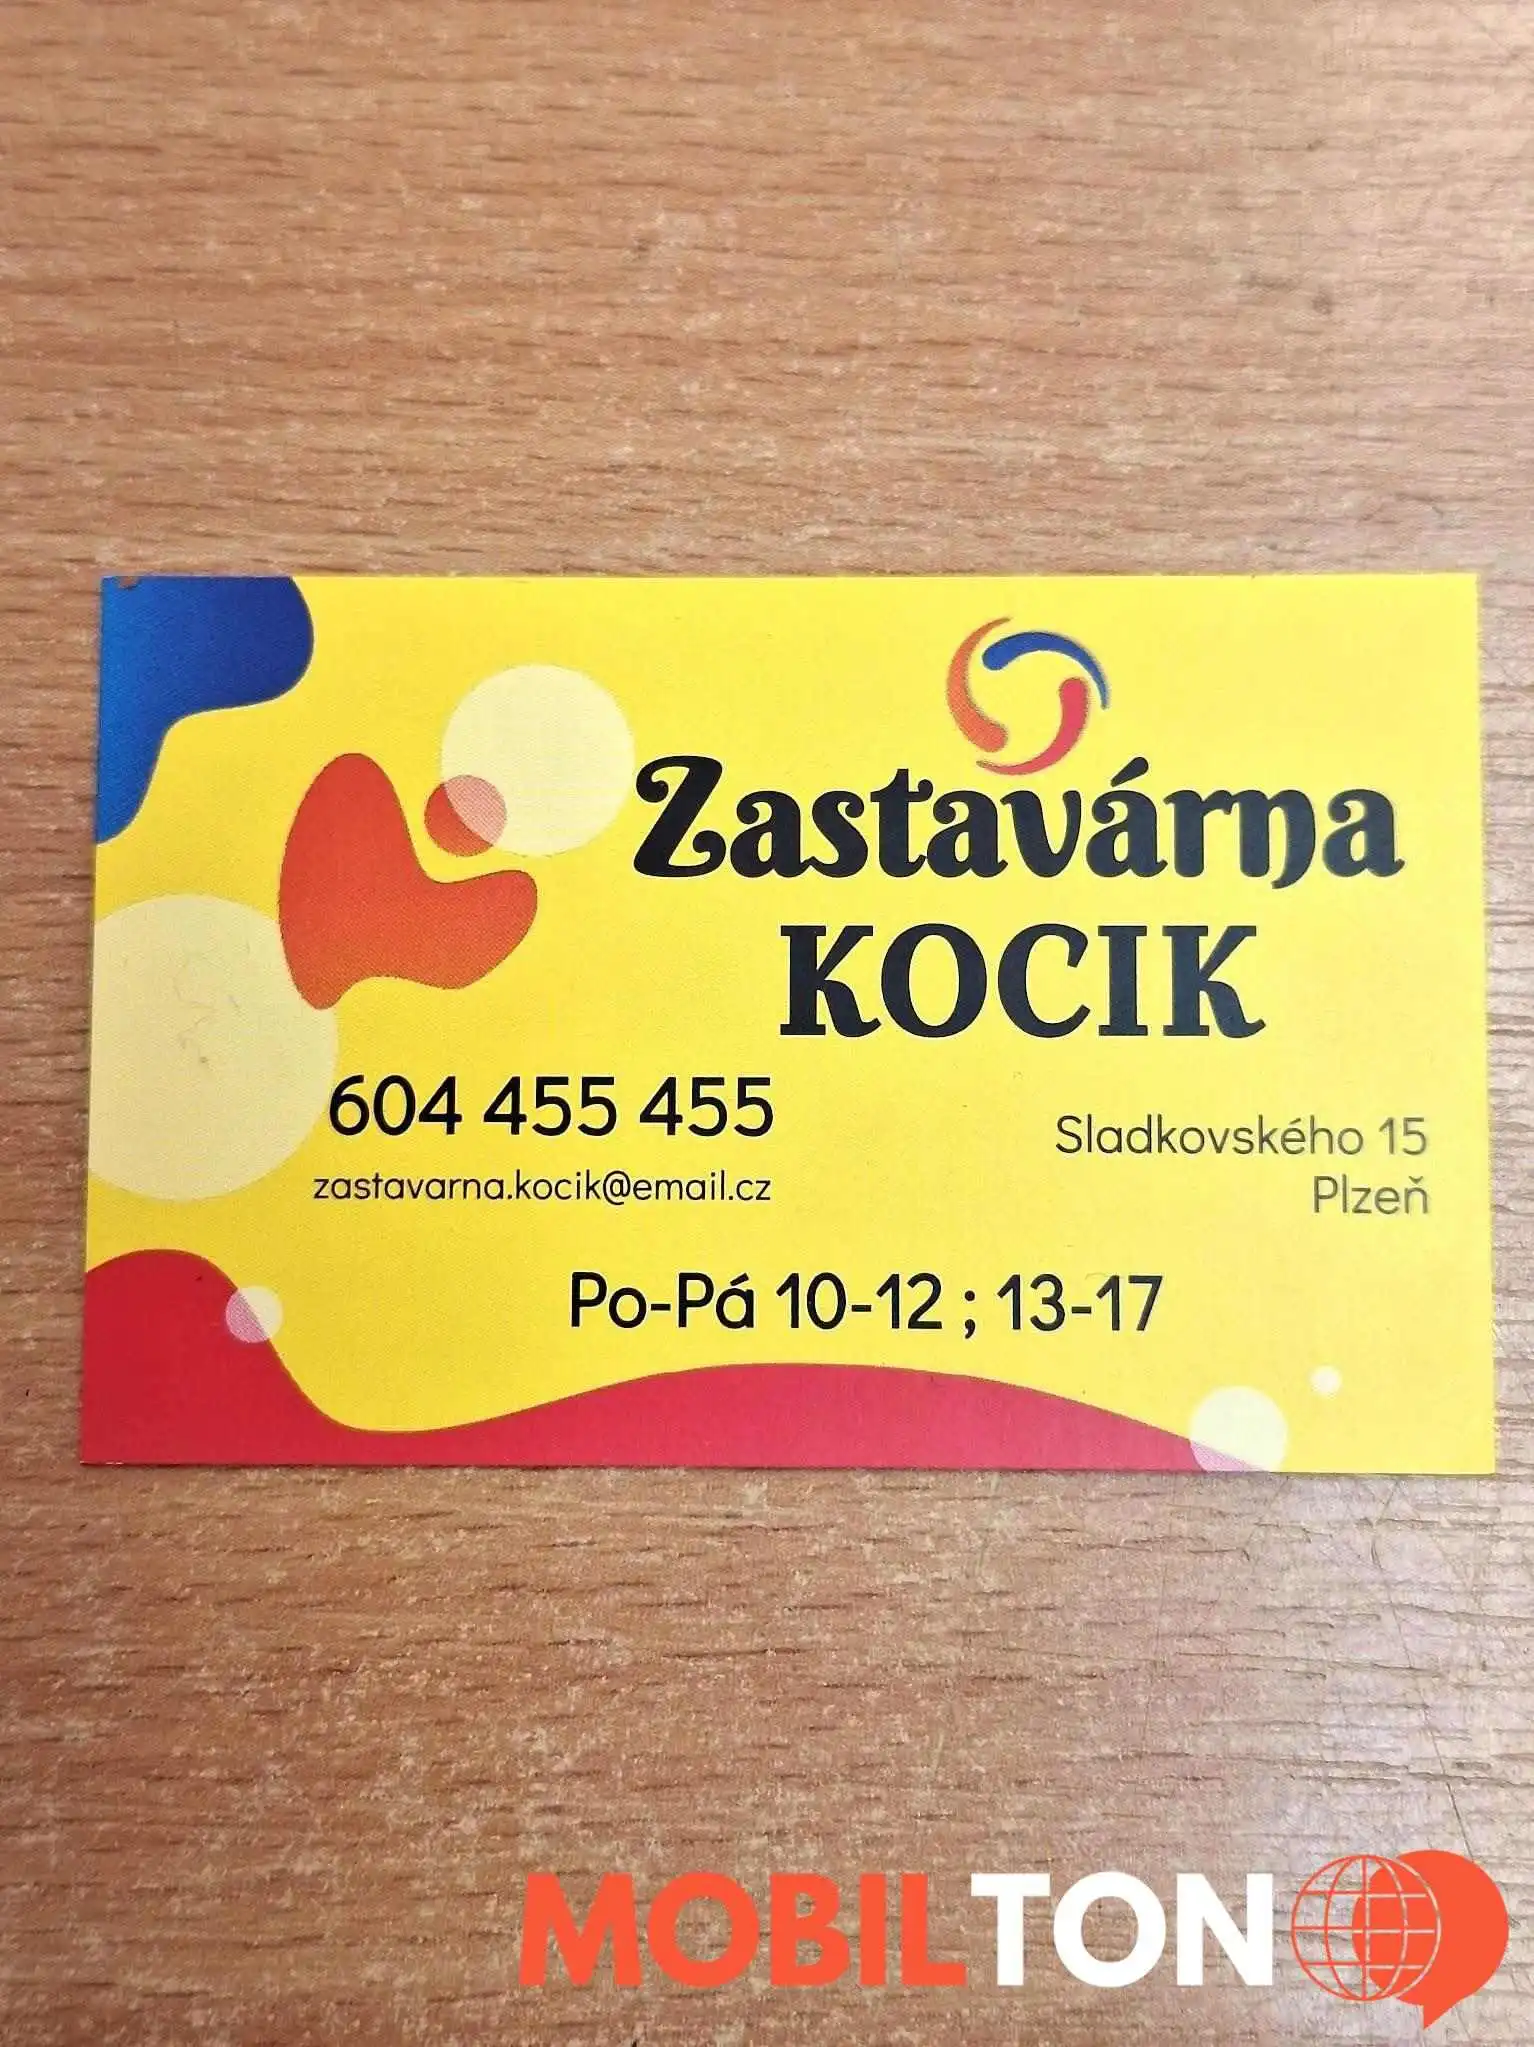 Zastavárna
KOCIK
604 455 455
zastavarna.kocik@email.cz
Sladkovského 15
Plzeň
Po-Pá 10-12 ; 13-17
MOBILTON